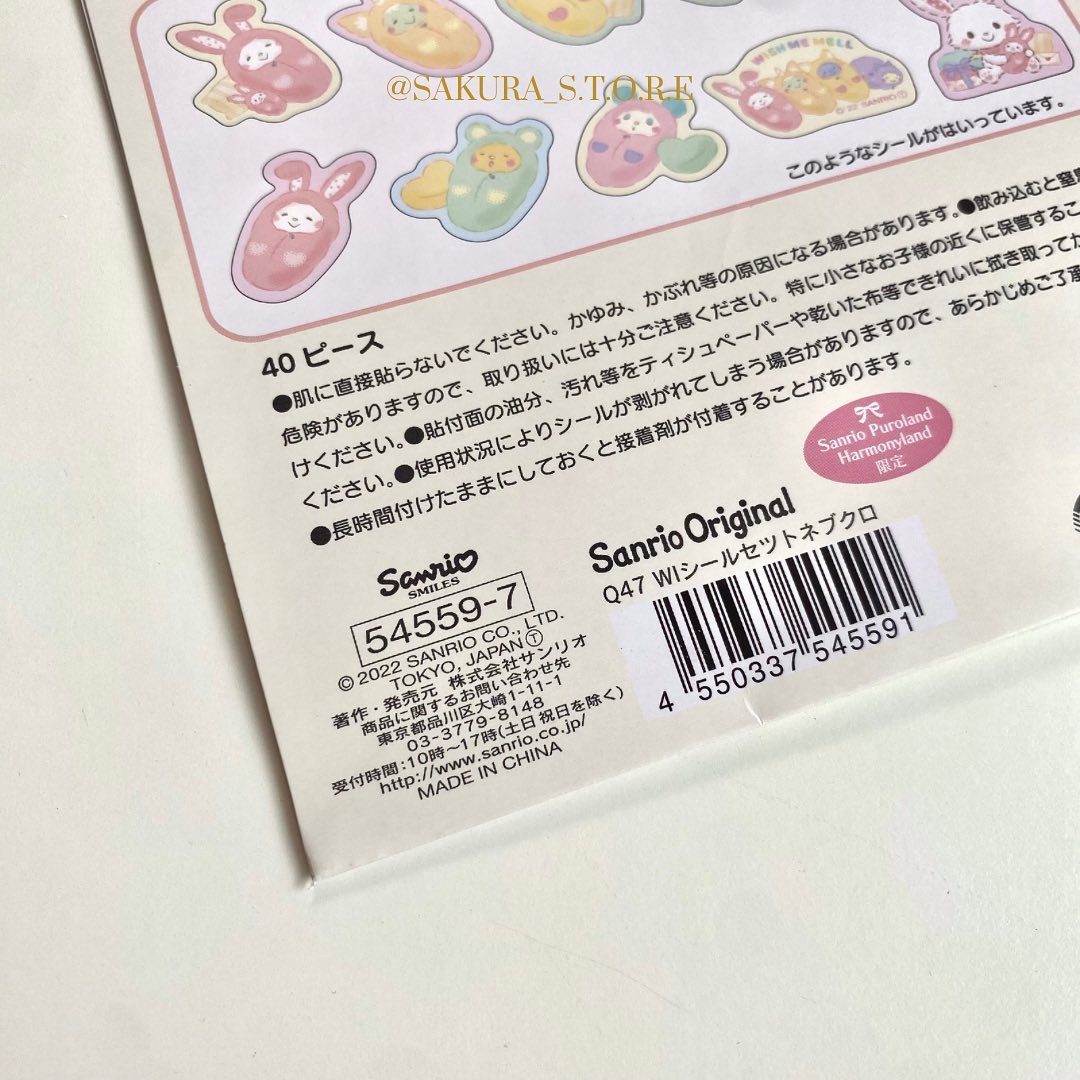 WISH ME MELL
© '22 SANRIO Ⓣ
@SAKURA_S.T.O.R.E
このようなシールがはいっています。
40 ピース
●肌に直接貼らないでください。かゆみ、かぶれ等の原因になる場合があります。●飲み込むと窒息
危険がありますので、取り扱いには十分ご注意ください。特に小さなお子様の近くに保管するこ
けください。●貼付面の油分、汚れ等をティシュペーパーや乾いた布等できれいに拭き取ってか
ください。●使用状況によりシールが剥がれてしまう場合がありますので、あらかじめご了承
●長時間付けたままにしておくと接着剤が付着することがあります。
Sanrio Puroland
Harmonyland
限定
Sanrio
SMILES
54559-7
© 2022 SANRIO CO., LTD.
TOKYO, JAPAN Ⓣ
著作・発売元 株式会社サンリオ
商品に関するお問い合わせ先
東京都品川区大崎1-11-1
03-3779-8148
受付時間:10時〜17時(土日 祝日を除く)
http://www.sanrio.co.jp/
MADE IN CHINA
Sanrio Original
Q47 WIシールセツトネブクロ
4 550337 545591